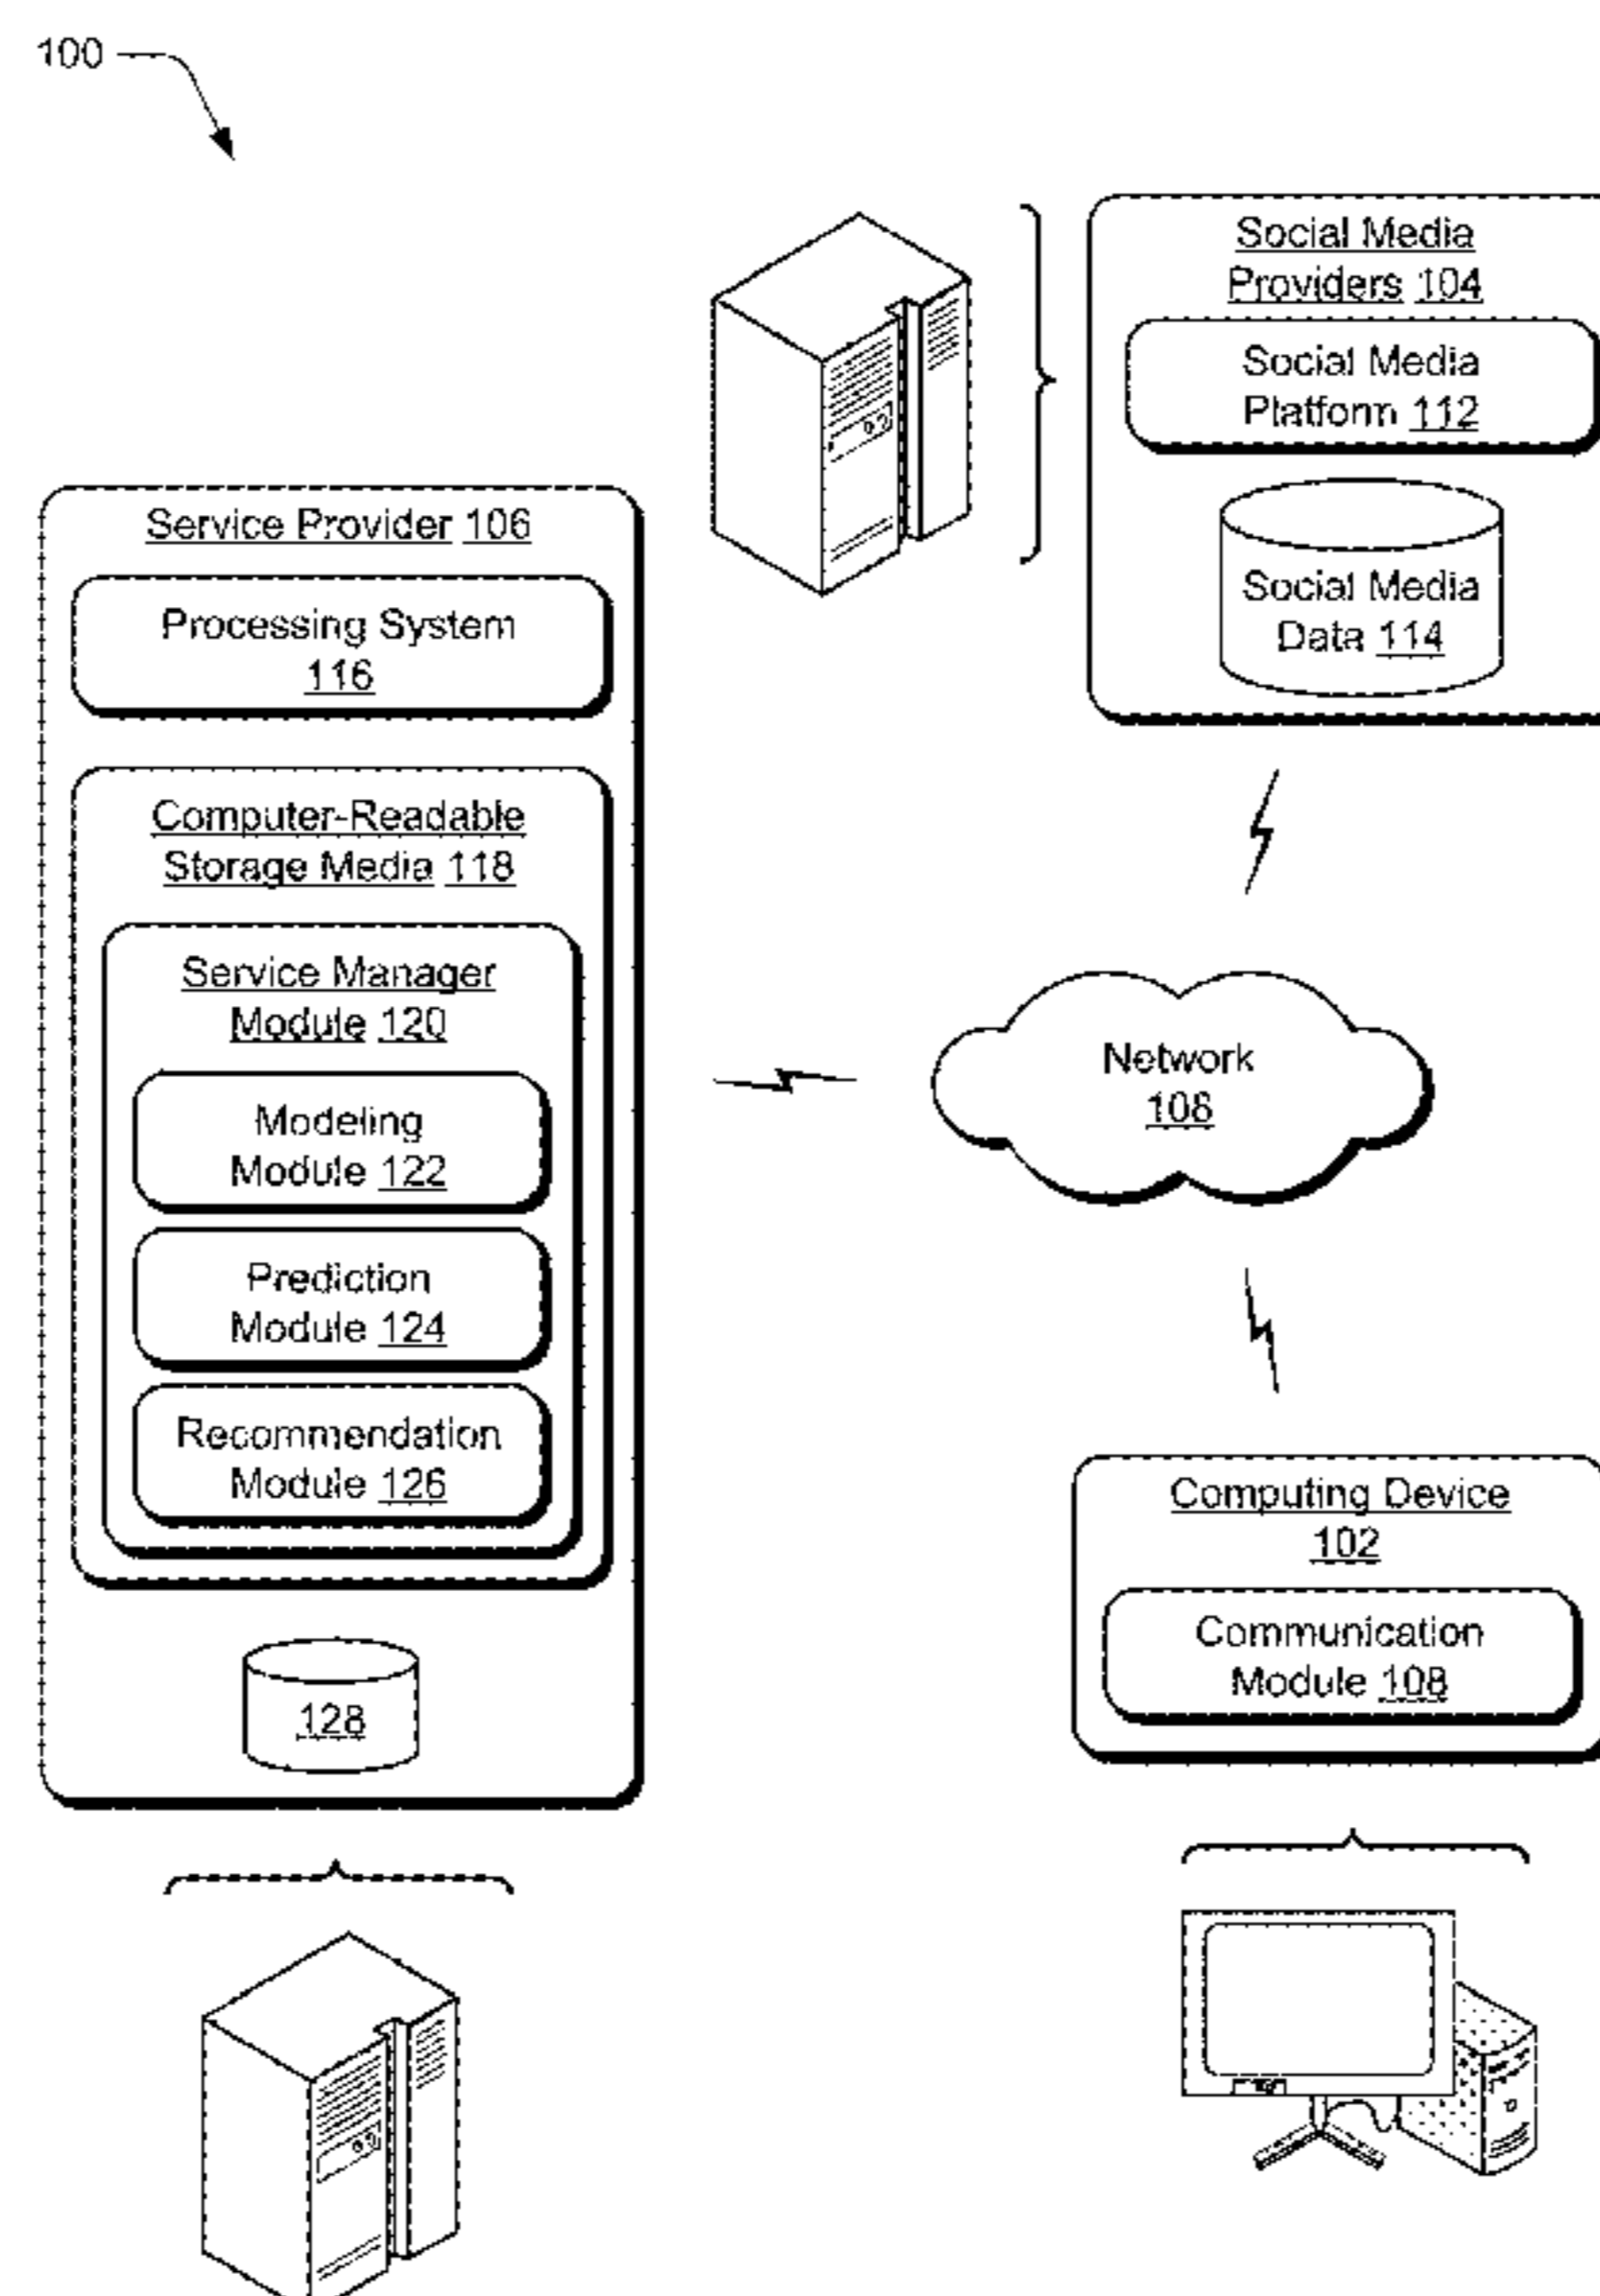 100
Social Media
Providers 104
Social Media
Platform 112
Social Media
Data 114
Service Provider 106
Processing System
116
Computer-Readable
Storage Media 118
Service Manager
Module 120
Modeling
Module 122
Prediction
Module 124
Recommendation
Module 126
128
Network
108
Computing Device
102
Communication
Module 108